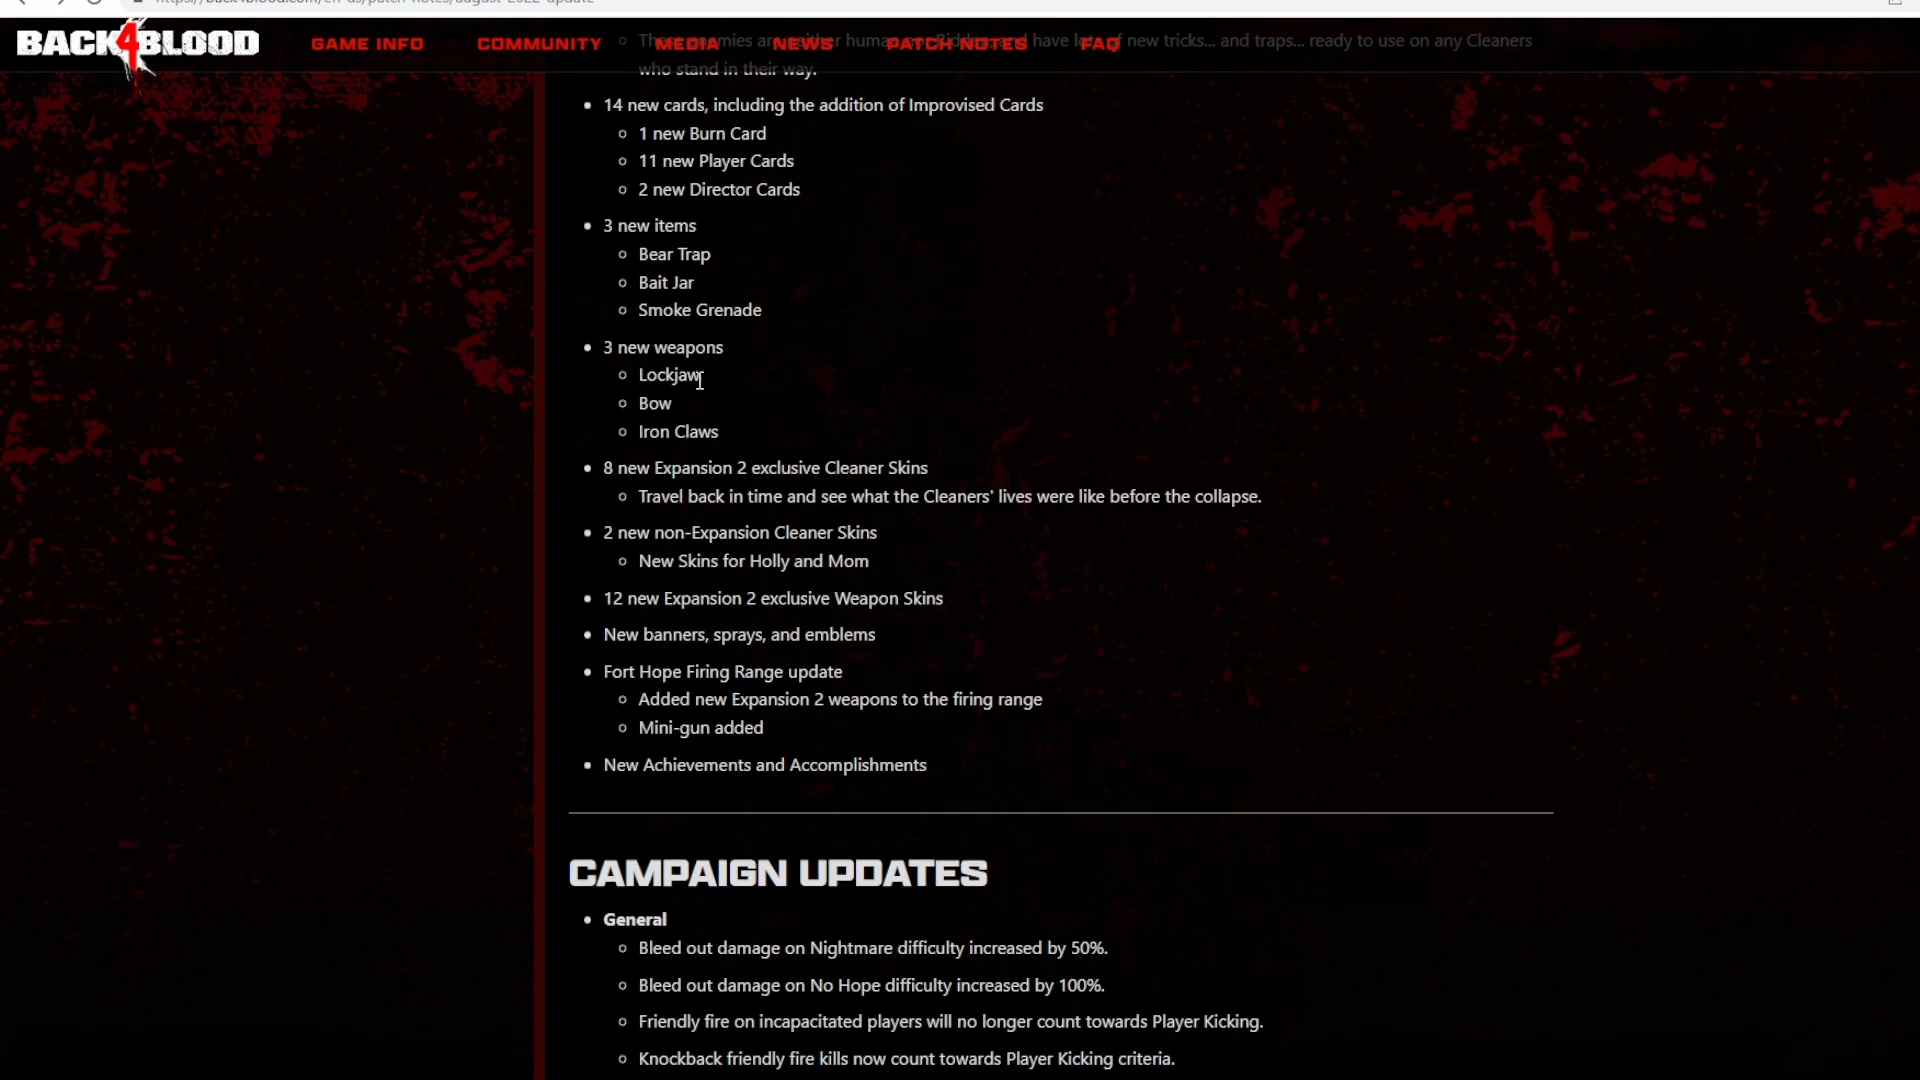 BACK4BLOOD
GAME INFO COMMUNITY MEDIA NEWS PATCH NOTES FAQ
have new tricks... and traps... ready to use on any Cleaners
who stand in their way.
14 new cards, including the addition of Improvised Cards
1 new Burn Card
11 new Player Cards
2 new Director Cards
3 new items
Bear Trap
Bait Jar
Smoke Grenade
3 new weapons
Lockjaw
Bow
Iron Claws
8 new Expansion 2 exclusive Cleaner Skins
Travel back in time and see what the Cleaners' lives were like before the collapse.
2 new non-Expansion Cleaner Skins
New Skins for Holly and Mom
12 new Expansion 2 exclusive Weapon Skins
New banners, sprays, and emblems
Fort Hope Firing Range update
Added new Expansion 2 weapons to the firing range
Mini-gun added
New Achievements and Accomplishments
CAMPAIGN UPDATES
General
Bleed out damage on Nightmare difficulty increased by 50%.
Bleed out damage on No Hope difficulty increased by 100%.
Friendly fire on incapacitated players will no longer count towards Player Kicking.
Knockback friendly fire kills now count towards Player Kicking criteria.